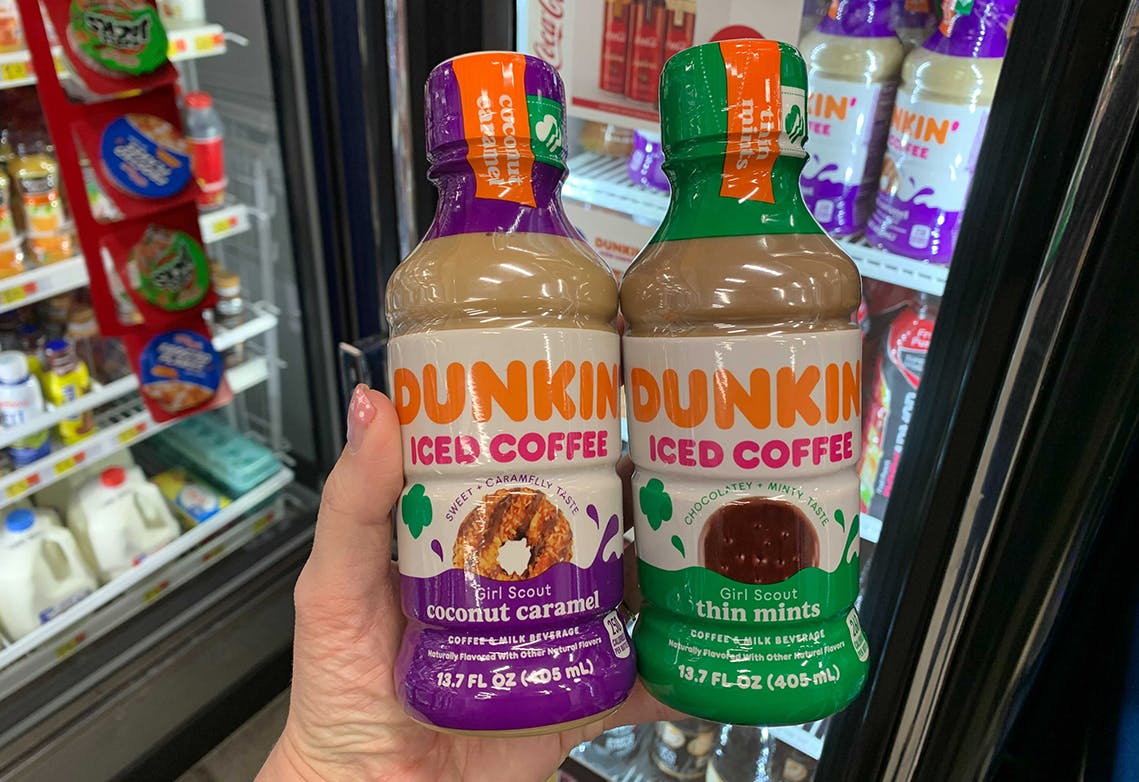 coconut
caramel
DUNKIN'
ICED COFFEE
SWEET + CARAMELLY TASTE
Girl Scout
coconut caramel
COFFEE & MILK BEVERAGE
Naturally Flavored With Other Natural Flavors
13.7 FL OZ (405 mL)
thin
mints
DUNKIN
ICED COFFEE
CHOCOLATEY + MINTY TASTE
Girl Scout
thin mints
COFFEE & MILK BEVERAGE
Naturally Flavored With Other Natural Flavors
13.7 FL OZ (405 mL)
Coca-Cola
DUNKIN